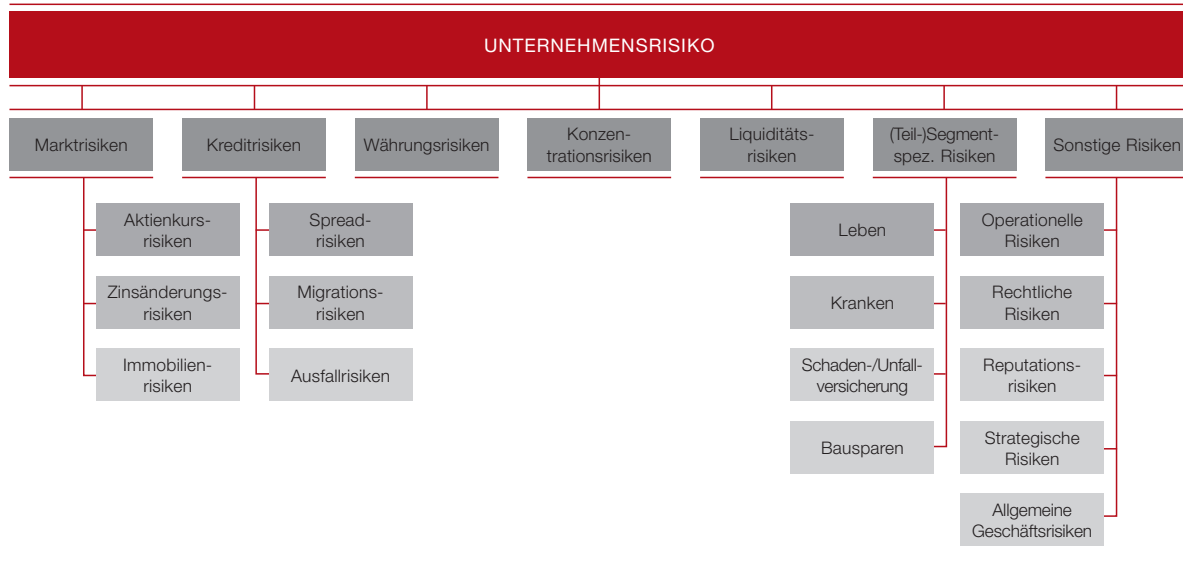 UNTERNEHMENSRISIKO
Marktrisiken
Kreditrisiken
Währungsrisiken
Konzen-
trationsrisiken
Liquiditäts-
risiken
(Teil-)Segment-
spez. Risiken
Sonstige Risiken
Aktienkurs-
risiken
Zinsänderungs-
risiken
Immobilien-
risiken
Spread-
risiken
Migrations-
risiken
Ausfallrisiken
Leben
Kranken
Schaden-/Unfall-
versicherung
Bausparen
Operationelle
Risiken
Rechtliche
Risiken
Reputations-
risiken
Strategische
Risiken
Allgemeine
Geschäftsrisiken